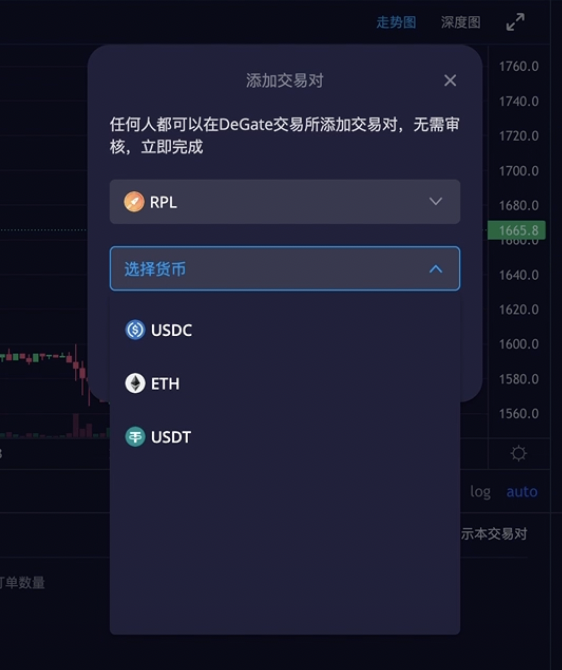 走势图 深度图
1760.0
添加交易对
1740.0
任何人都可以在DeGate交易所添加交易对，无需审
核，立即完成
1720.0
1700.0
RPL
1680.0
1665.8
1660.0
选择货币
1640.0
1620.0
USDC
1600.0
ETH
1580.0
1560.0
USDT
log auto
示本交易对
订单数量